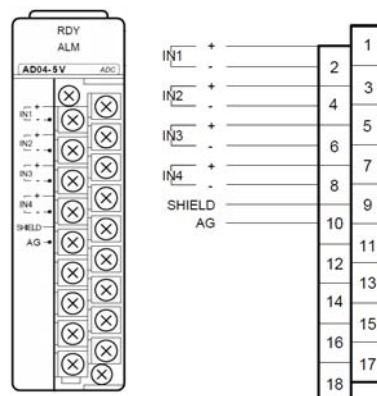 RDY
ALM
AD04-5V ADC
IN1 + -
IN2 + -
IN3 + -
IN4 + -
SHIELD
AG
IN1 + -
IN2 + -
IN3 + -
IN4 + -
SHIELD
AG
1
2
3
4
5
6
7
8
9
10
11
12
13
14
15
16
17
18